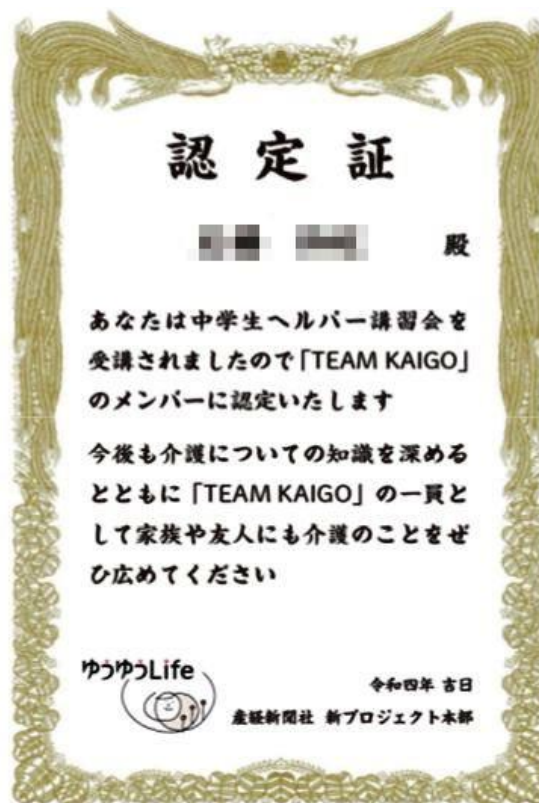 認定証
殿
あなたは中学生ヘルパー講習会を
受講されましたので「TEAM KAIGO」
のメンバーに認定いたします
今後も介護についての知識を深める
とともに「TEAM KAIGO」の一員と
して家族や友人にも介護のことをぜ
ひ広めてください
ゆうゆうLife
令和四年 吉日
産経新聞社 新プロジェクト本部